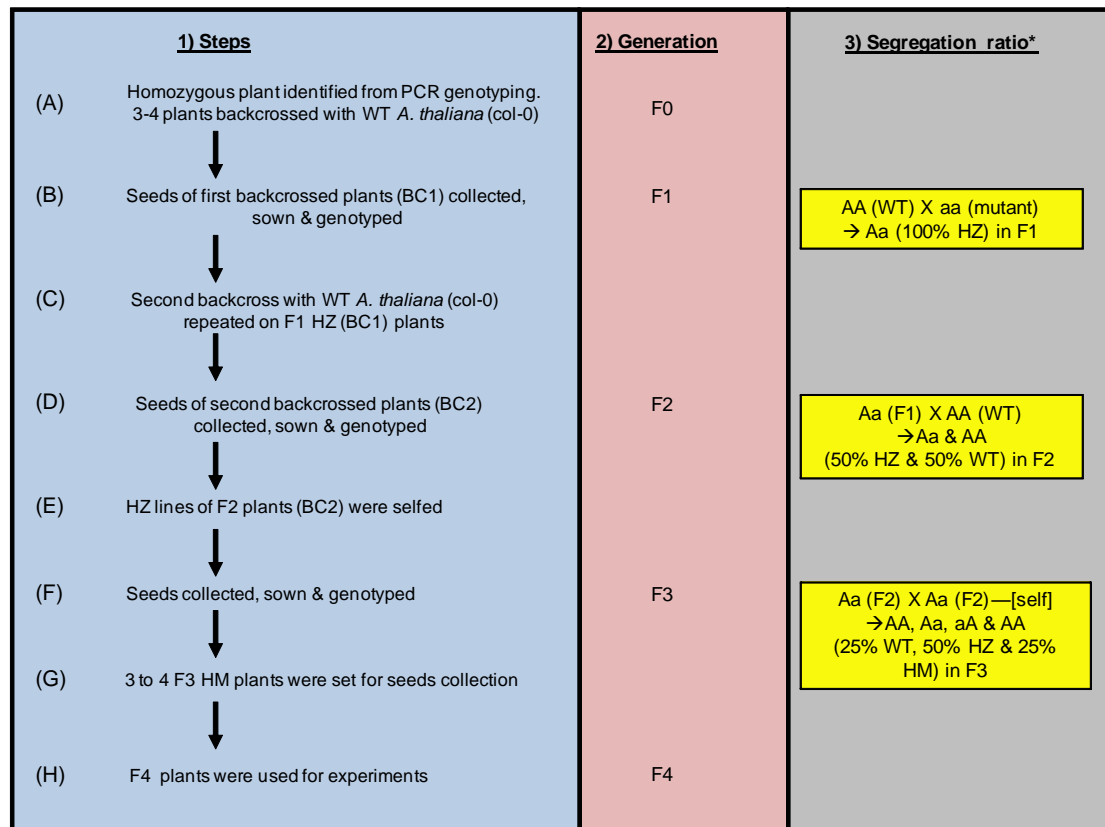 1) Steps
2) Generation
3) Segregation ratio*
(A)
Homozygous plant identified from PCR genotyping.
3-4 plants backcrossed with WT A. thaliana (col-0)
F0
(B)
Seeds of first backcrossed plants (BC1) collected,
sown & genotyped
F1
AA (WT) X aa (mutant)
→ Aa (100% HZ) in F1
(C)
Second backcross with WT A. thaliana (col-0)
repeated on F1 HZ (BC1) plants
(D)
Seeds of second backcrossed plants (BC2)
collected, sown & genotyped
F2
Aa (F1) X AA (WT)
→Aa & AA
(50% HZ & 50% WT) in F2
(E)
HZ lines of F2 plants (BC2) were selfed
(F)
Seeds collected, sown & genotyped
F3
Aa (F2) X Aa (F2)—[self]
→AA, Aa, aA & AA
(25% WT, 50% HZ & 25%
HM) in F3
(G)
3 to 4 F3 HM plants were set for seeds collection
(H)
F4 plants were used for experiments
F4